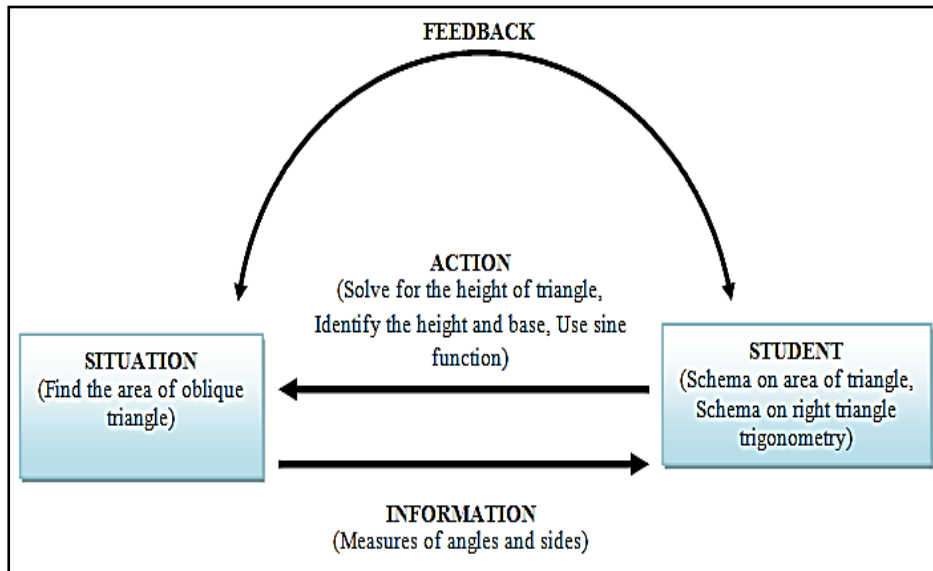 FEEDBACK
ACTION
(Solve for the height of triangle,
Identify the height and base, Use sine
function)
SITUATION
(Find the area of oblique
triangle)
STUDENT
(Schema on area of triangle,
Schema on right triangle
trigonometry)
INFORMATION
(Measures of angles and sides)